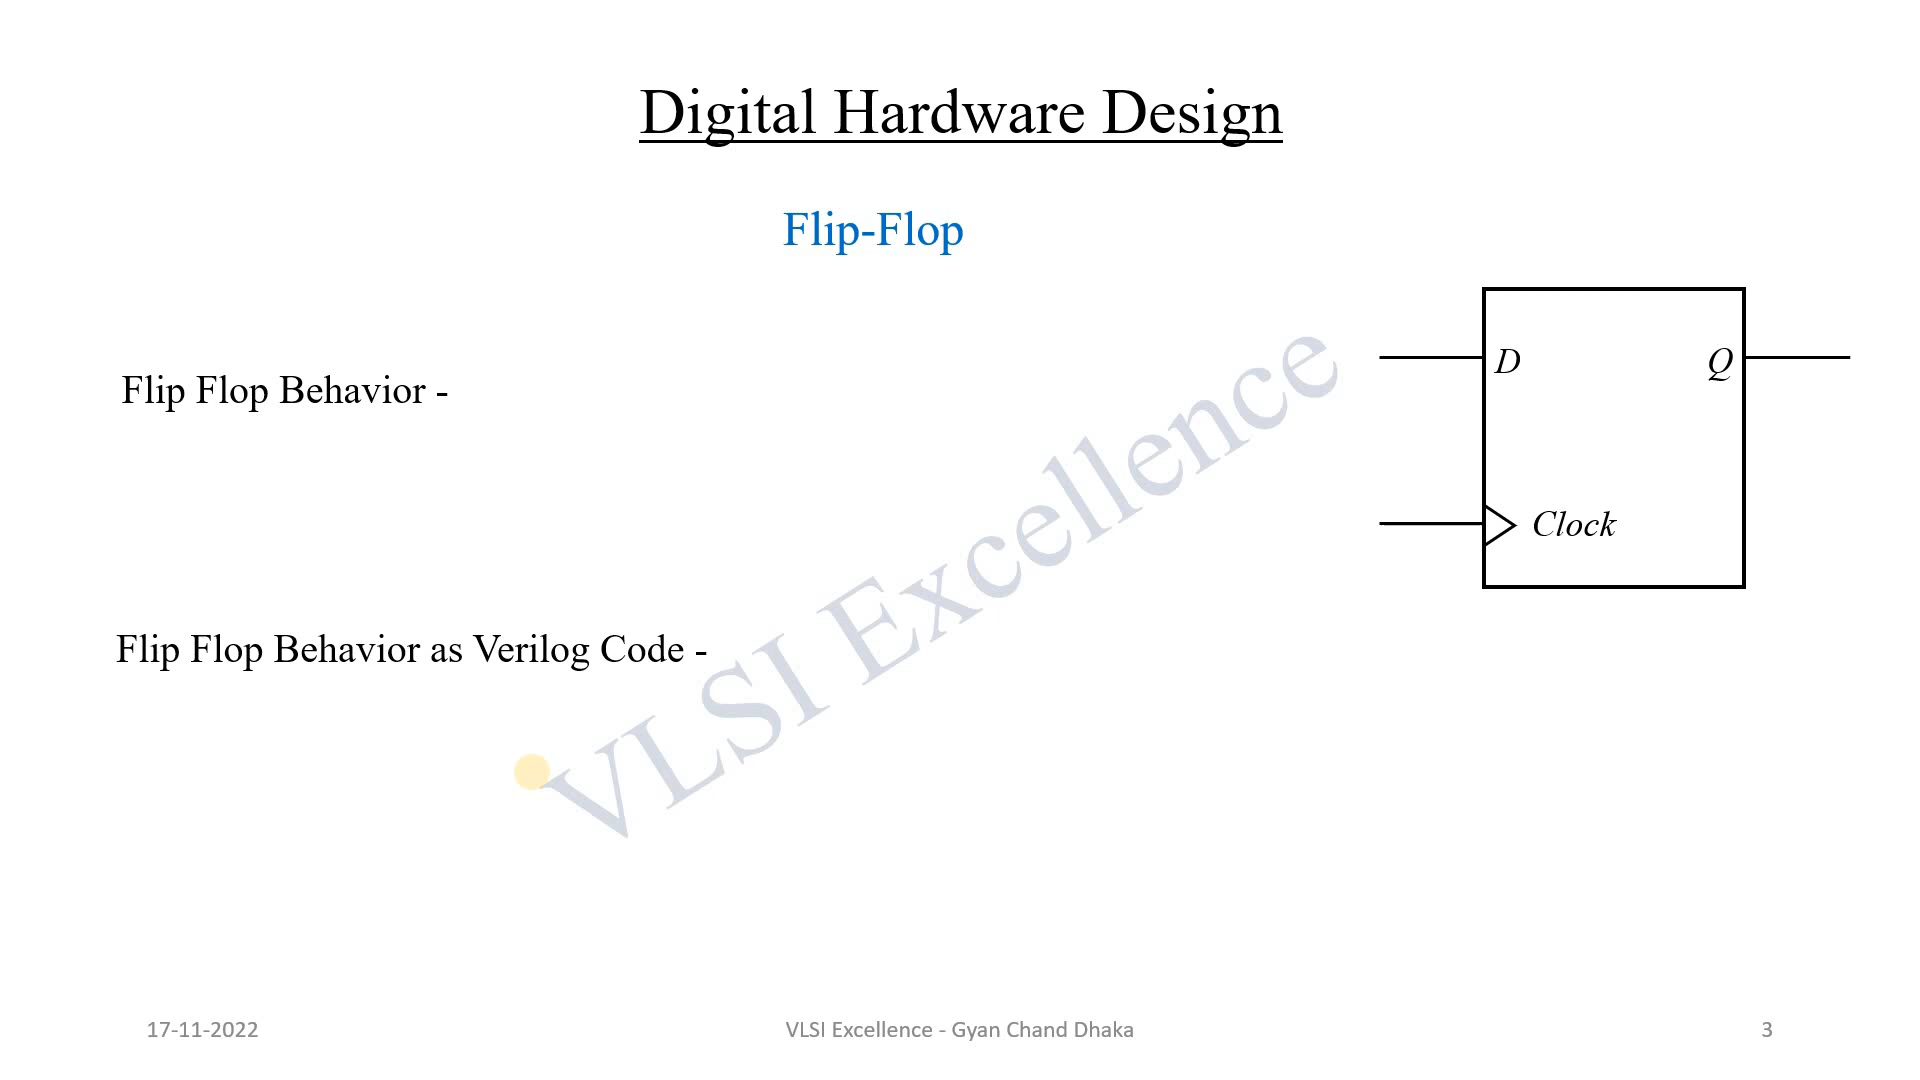 Digital Hardware Design
Flip-Flop
D
Q
Flip Flop Behavior -
Clock
Flip Flop Behavior as Verilog Code -
VLSI Excellence
17-11-2022
VLSI Excellence - Gyan Chand Dhaka
3